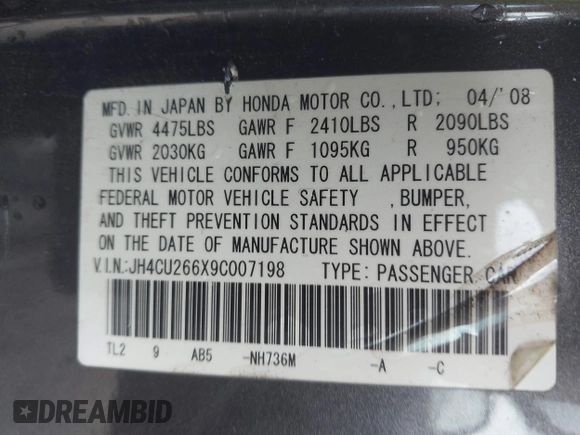 MFD.IN JAPAN BY HONDA MOTOR CO.,LTD; 04/'08
GVWR 4475LBS GAWR F 2410LBS R 2090LBS
GVWR 2030KG GAWR F 1095KG R 950KG
THIS VEHICLE CONFORMS TO ALL APPLICABLE
FEDERAL MOTOR VEHICLE SAFETY ,BUMPER,
AND THEFT PREVENTION STANDARDS IN EFFECT
ON THE DATE OF MANUFACTURE SHOWN ABOVE.
V.I.N.:JH4CU266X9C007198 TYPE: PASSENGER CAR
TL2 9 AB5 -NH736M -A -C
DREAMBID